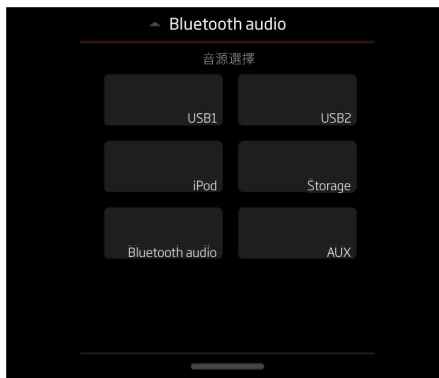 Bluetooth audio
音源選擇
USB1
USB2
iPod
Storage
Bluetooth audio
AUX